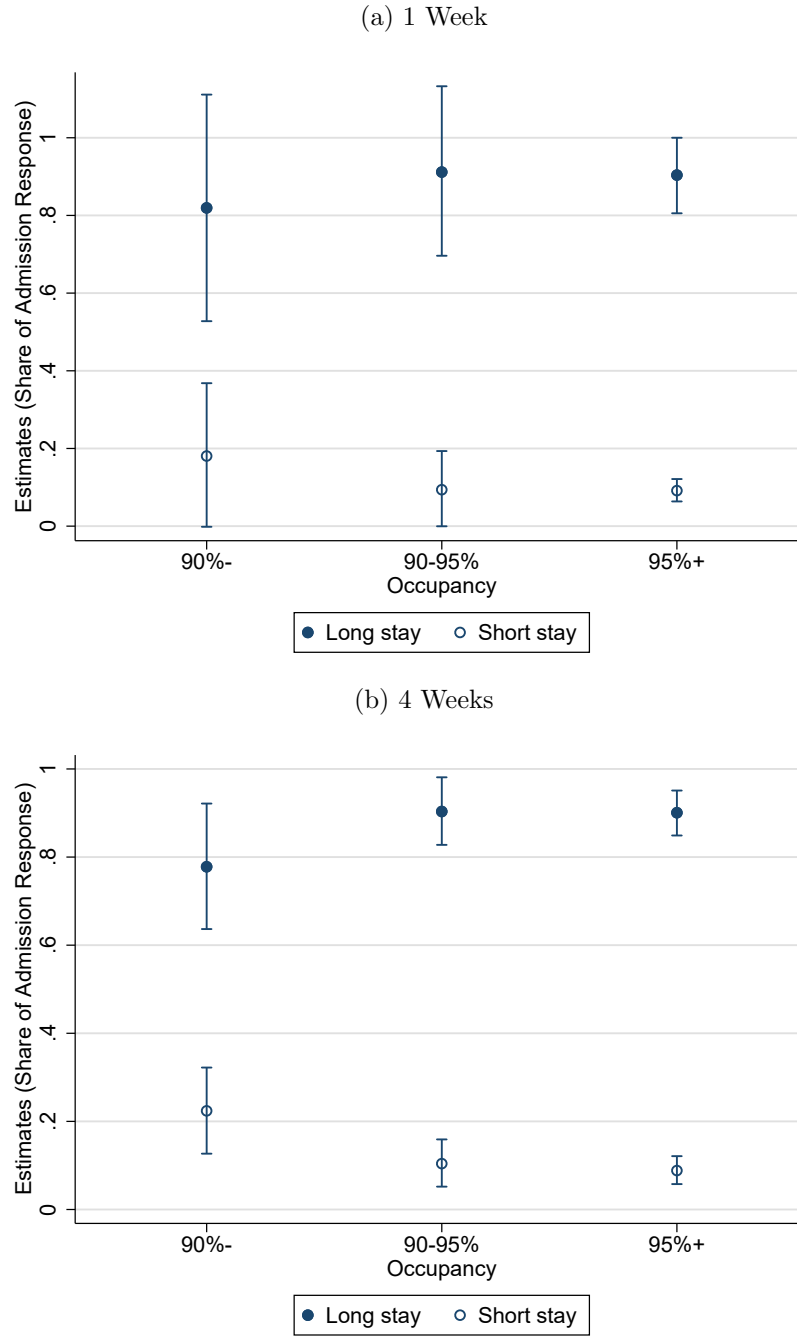 (a) 1 Week
Estimates (Share of Admission Response)
1
.8
.6
.4
.2
0
90%-
90-95%
95%+
Occupancy
Long stay
Short stay
(b) 4 Weeks
Estimates (Share of Admission Response)
1
.8
.6
.4
.2
0
90%-
90-95%
95%+
Occupancy
Long stay
Short stay